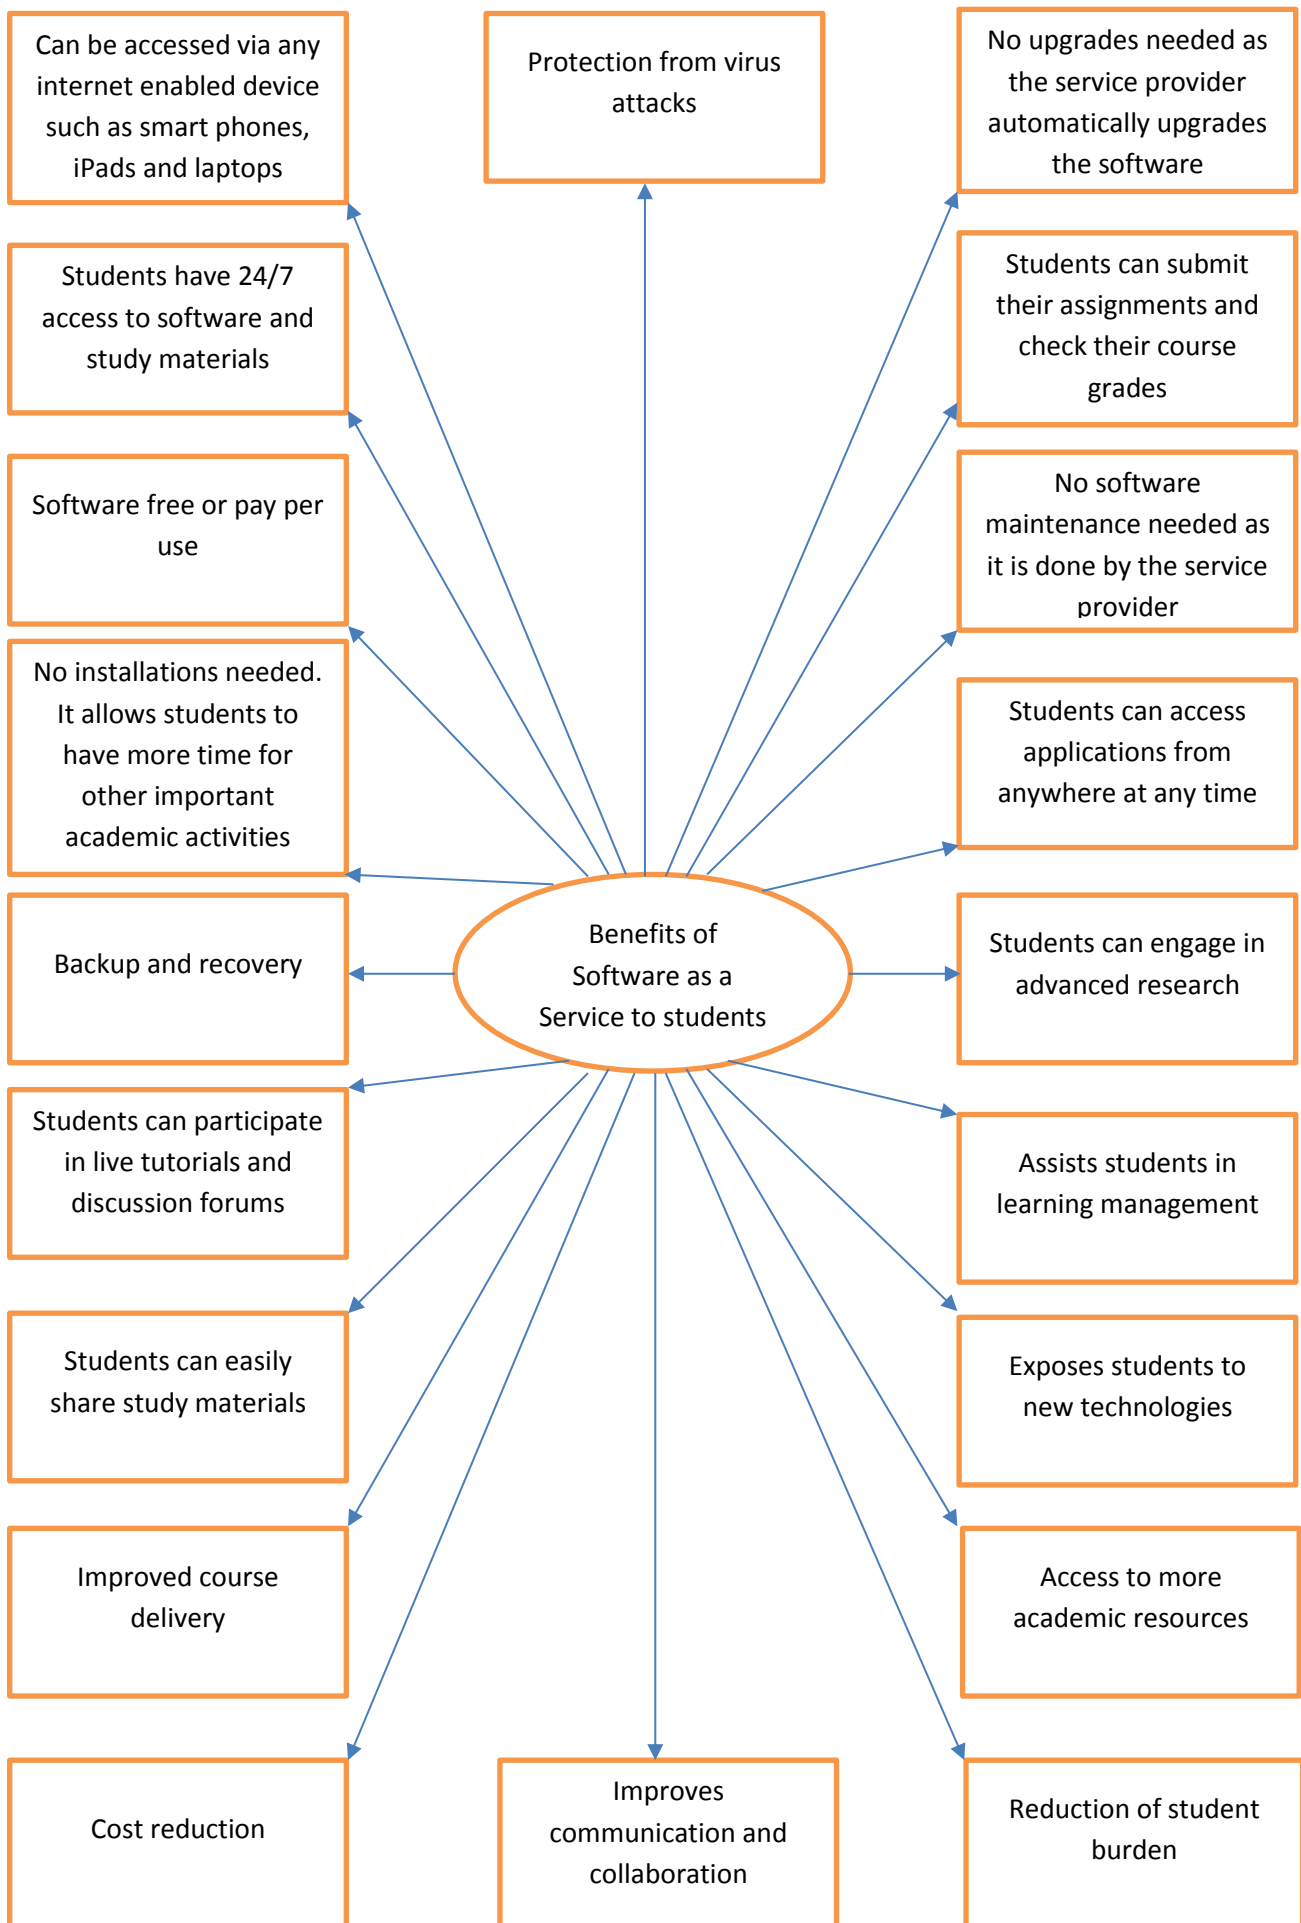 Can be accessed via any
internet enabled device
such as smart phones,
iPads and laptops
Protection from virus
attacks
No upgrades needed as
the service provider
automatically upgrades
the software
Students have 24/7
access to software and
study materials
Students can submit
their assignments and
check their course
grades
Software free or pay per
use
No software
maintenance needed as
it is done by the service
provider
No installations needed.
It allows students to
have more time for
other important
academic activities
Students can access
applications from
anywhere at any time
Backup and recovery
Benefits of
Software as a
Service to students
Students can engage in
advanced research
Students can participate
in live tutorials and
discussion forums
Assists students in
learning management
Students can easily
share study materials
Exposes students to
new technologies
Improved course
delivery
Access to more
academic resources
Cost reduction
Improves
communication and
collaboration
Reduction of student
burden